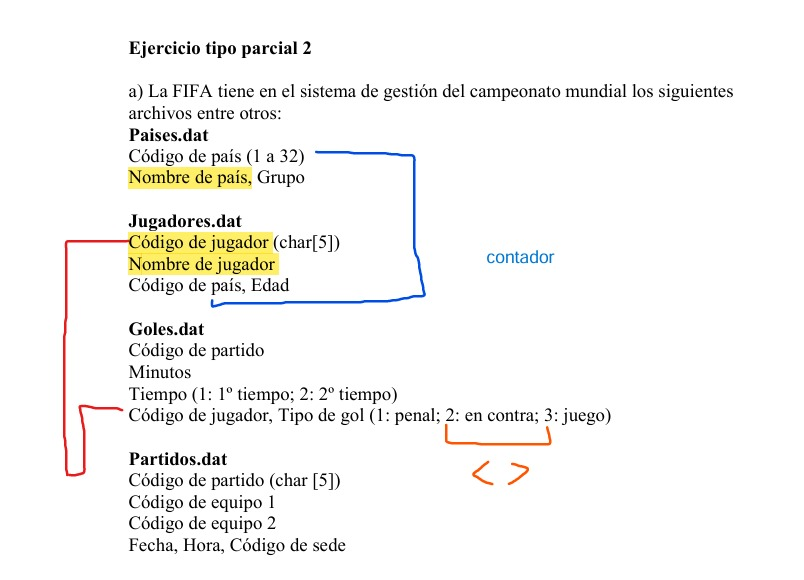 Ejercicio tipo parcial 2
a) La FIFA tiene en el sistema de gestión del campeonato mundial los siguientes
archivos entre otros:
Paises.dat
Código de país (1 a 32)
Nombre de país, Grupo
Jugadores.dat
Código de jugador (char[5])
Nombre de jugador
Código de país, Edad
contador
Goles.dat
Código de partido
Minutos
Tiempo (1: 1º tiempo; 2: 2º tiempo)
Código de jugador, Tipo de gol (1: penal; 2: en contra; 3: juego)
< >
Partidos.dat
Código de partido (char [5])
Código de equipo 1
Código de equipo 2
Fecha, Hora, Código de sede